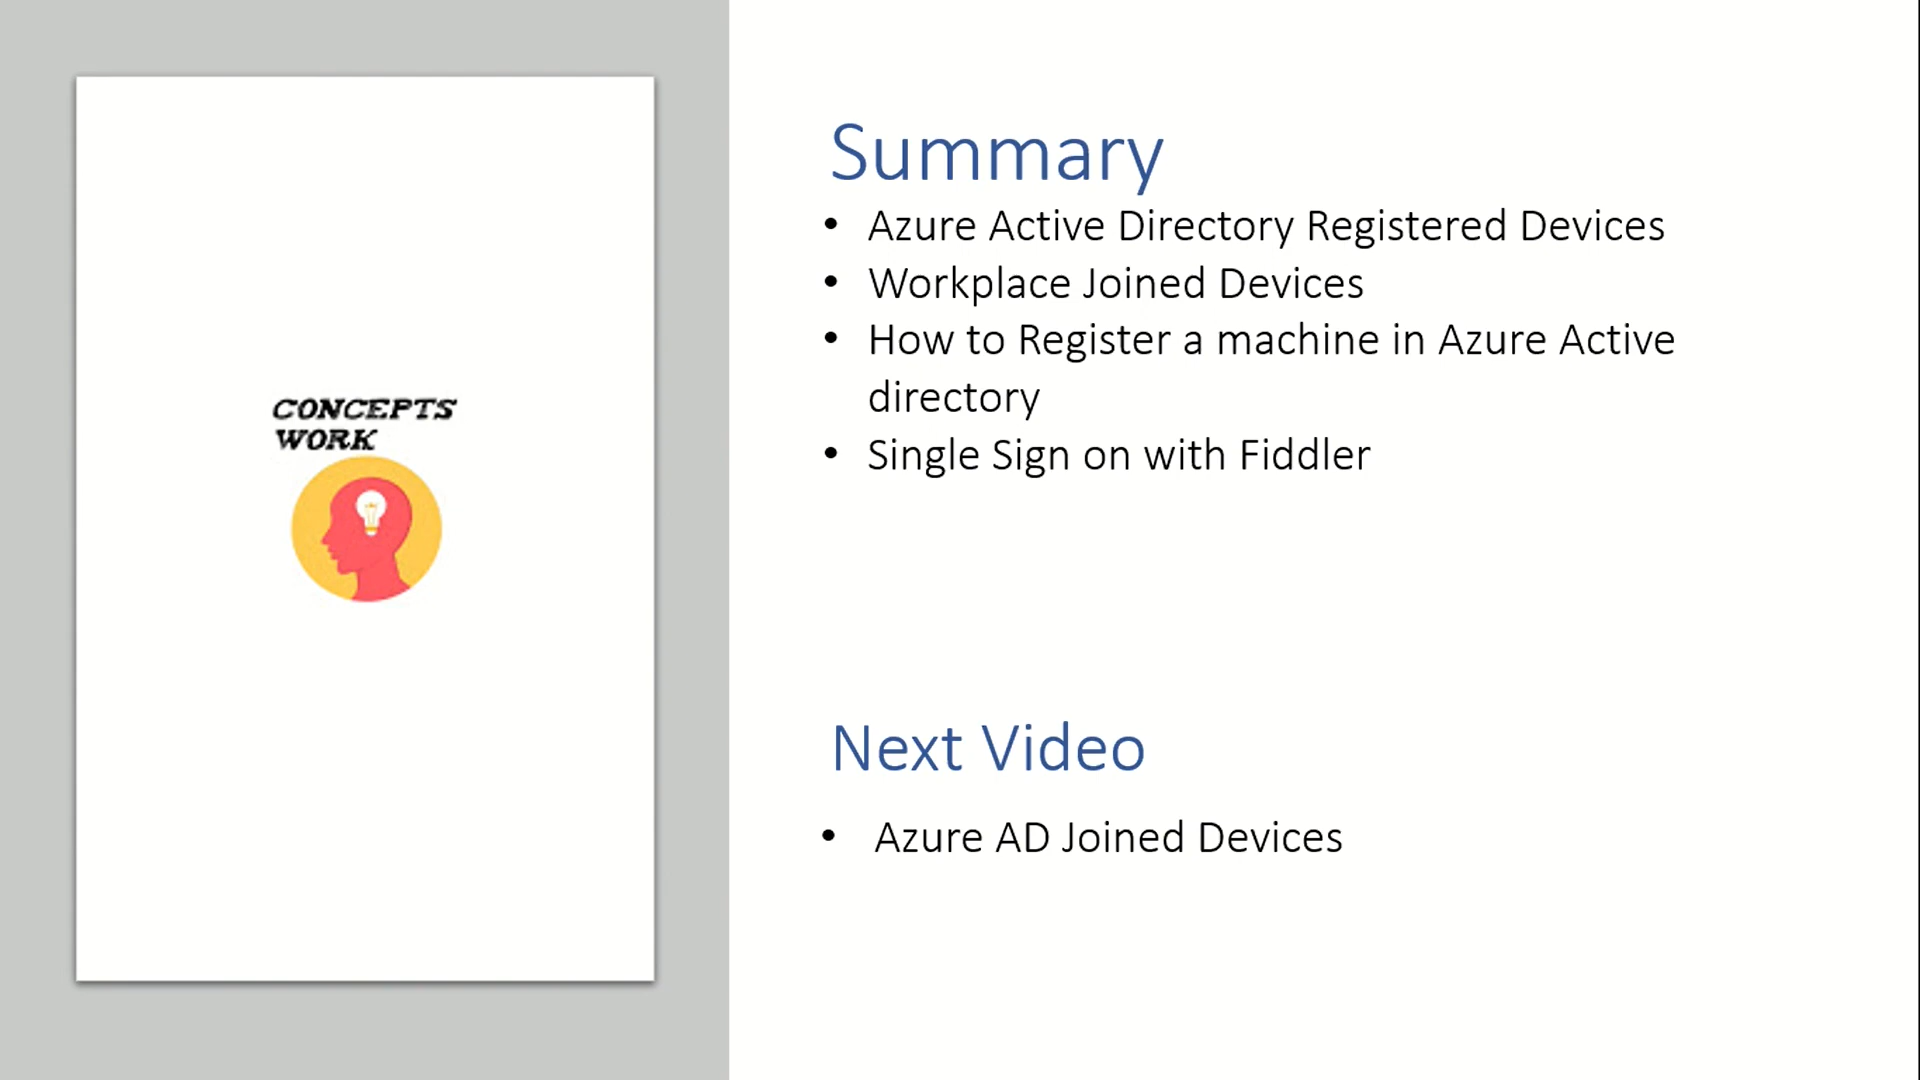 CONCEPTS
WORK
Summary
• Azure Active Directory Registered Devices
• Workplace Joined Devices
• How to Register a machine in Azure Active
directory
• Single Sign on with Fiddler
Next Video
• Azure AD Joined Devices